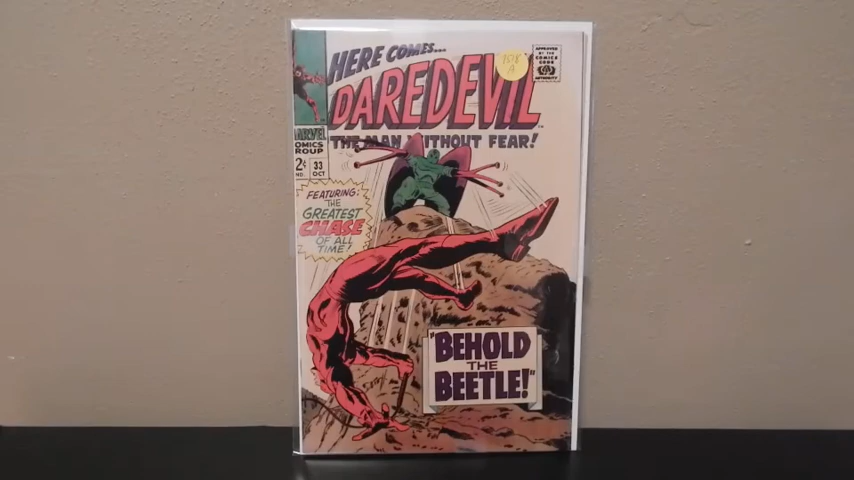 HERE COMES...
DAREDEVIL
THE MAN WITHOUT FEAR!
APPROVED
BY THE
COMICS
CODE
AUTHORITY
MARVEL
COMICS
GROUP
2¢
IND.
33
OCT
FEATURING:
THE
GREATEST
CHASE
OF ALL
TIME!
"BEHOLD
THE
BEETLE!"